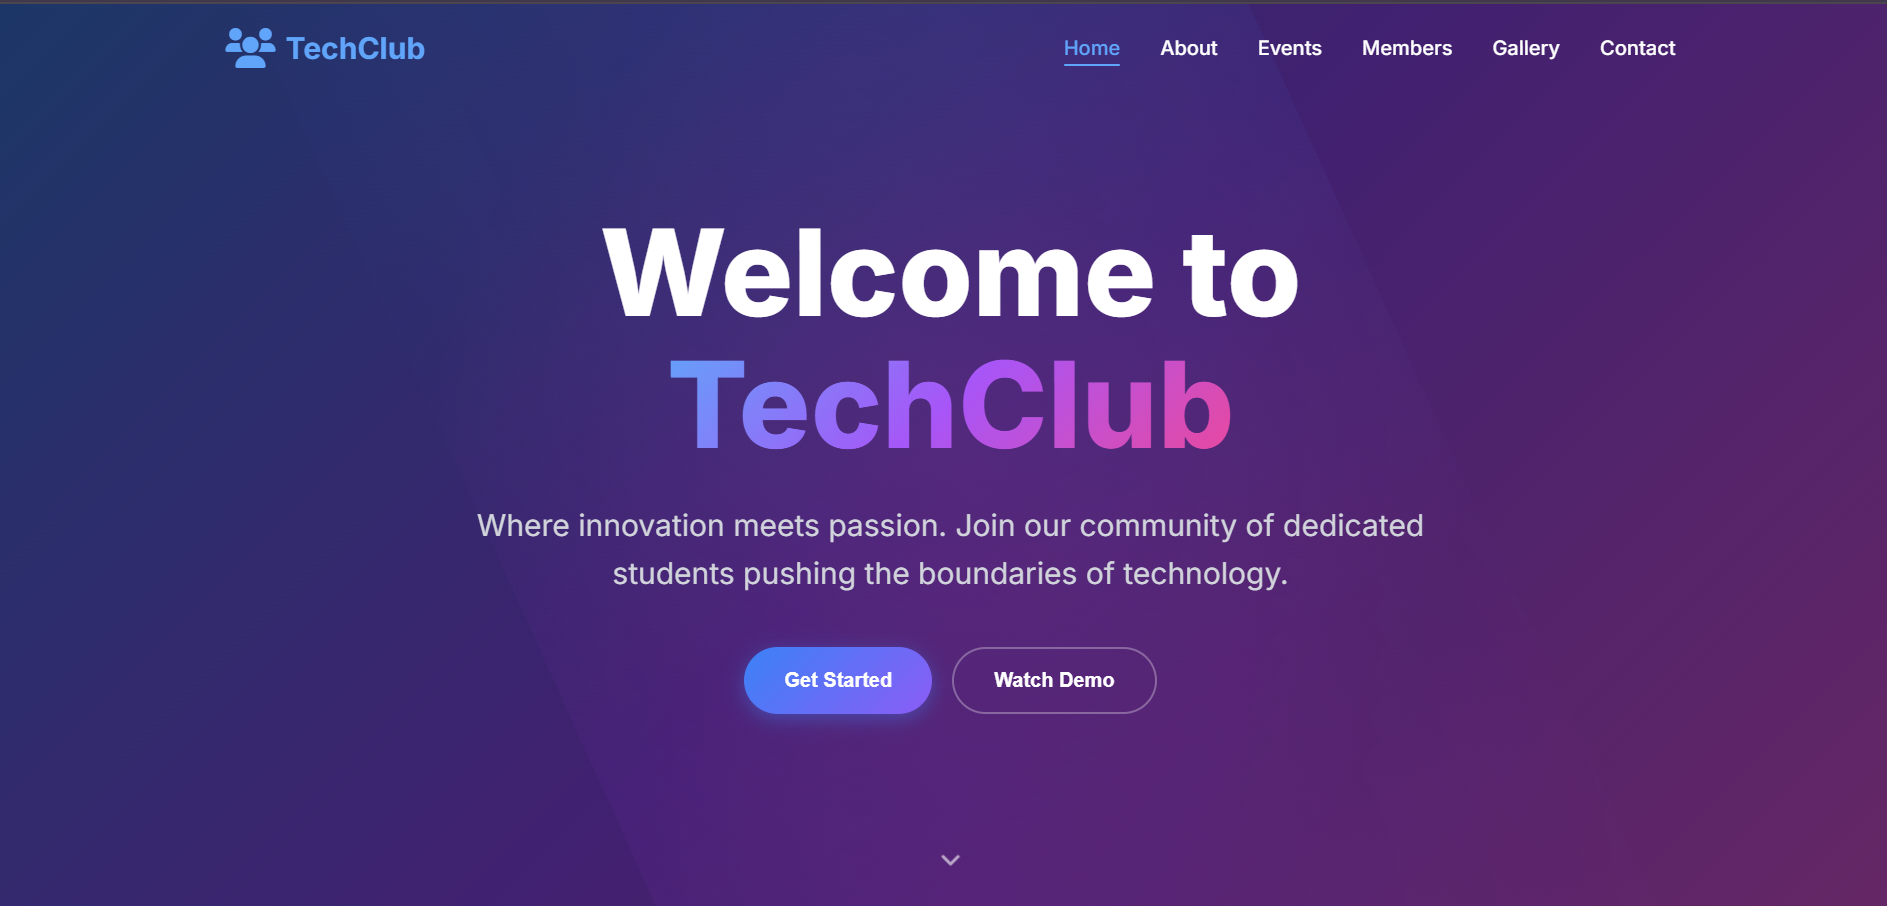 TechClub
Home About Events Members Gallery Contact
Welcome to
TechClub
Where innovation meets passion. Join our community of dedicated
students pushing the boundaries of technology.
Get Started Watch Demo